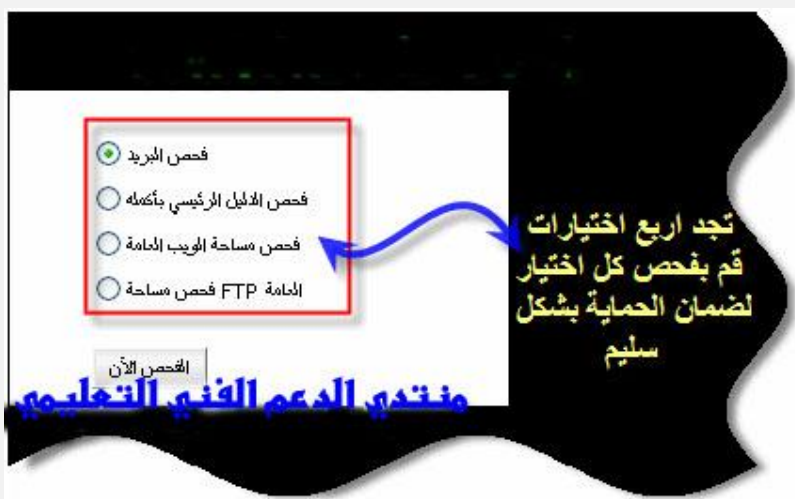 فحص البريد
فحص الدليل الرئيسي بأكمله
فحص مساحة الويب العامة
العامة FTP فحص مساحة
الفحص الآن
تجد اربع اختيارات
قم بفحص كل اختيار
لضمان الحماية بشكل
سليم
منتدي الدعم الفني التعليمي